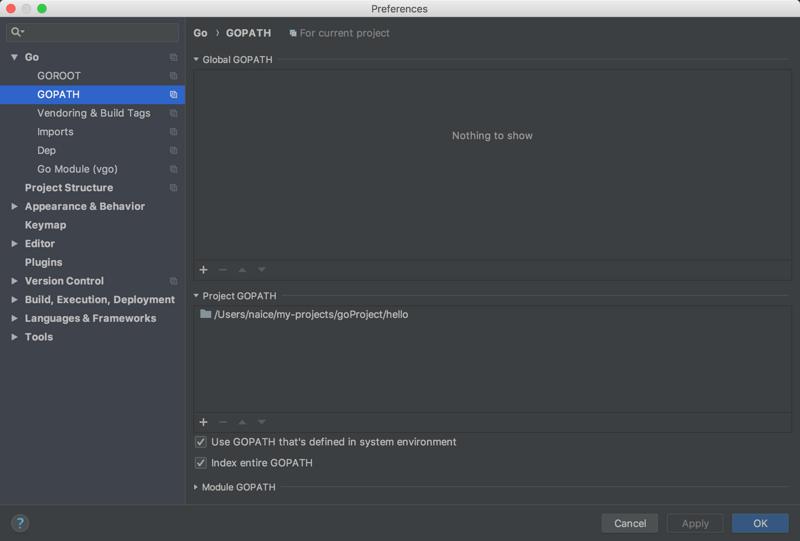 Preferences
Go
GOROOT
GOPATH
Vendoring & Build Tags
Imports
Dep
Go Module (vgo)
Project Structure
Appearance & Behavior
Keymap
Editor
Plugins
Version Control
Build, Execution, Deployment
Languages & Frameworks
Tools
Go › GOPATH For current project
Global GOPATH
Nothing to show
Project GOPATH
/Users/naice/my-projects/goProject/hello
Use GOPATH that's defined in system environment
Index entire GOPATH
Module GOPATH
?
Cancel Apply OK